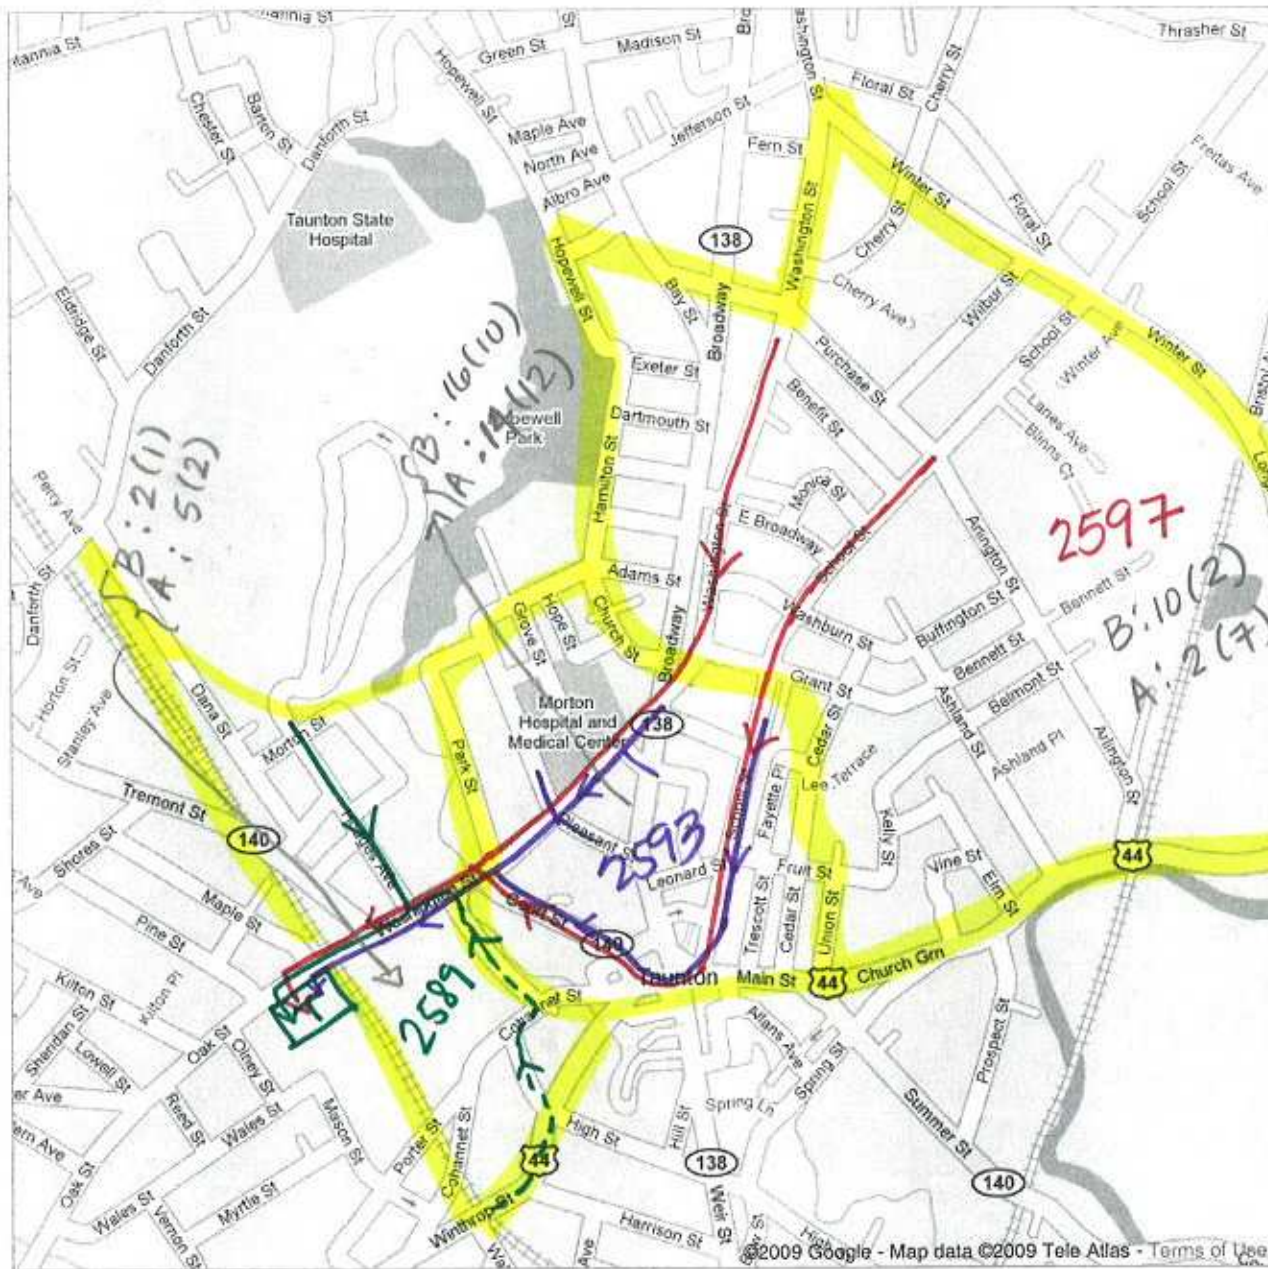 Green St
Madison St
Thrasher St
Hopewell St
Chester St
Barton St
Danforth St
Floral St
Cherry St
Maple Ave
Jefferson St
North Ave
Fern St
Albro Ave
Winter St
Freitas Ave
School St
Floral St
Taunton State
Hospital
138
Washington St
Cherry St
Hopewell St
Bay St
Broadway
Cherry Ave
Wilbur St
School St
Winter Ave
Winter St
Eldridge St
Danforth St
Exeter St
Purchase St
Benefit St
Dartmouth St
Lanes Ave
Blinns Ct
B: 16(10)
A: 14(12)
B: 2(1)
A: 5(2)
Perry Ave
Hamilton St
Monica St
E Broadway
Arlington St
2597
School St
Washington St
Adams St
Danforth St
Hope St
Grove St
Church St
Washburn St
Buffington St
Bennett St
Bennett St
B: 10(2)
A: 2(7)
Broadway
Grant St
Belmont St
Horton St
Stanley Ave
Dana St
Morton St
Morton
Hospital and
Medical Center
138
Cedar St
Ashland St
Ashland Pl
Arlington St
Park St
Lee Terrace
Tremont St
140
Fayette Pl
Kelly St
44
Shores St
Pleasant St
2593
Leonard St
Fruit St
Vine St
Elm St
Maple St
Pine St
Court St
Trescott St
Cedar St
Union St
140
Taunton
Main St
44
Church Grn
Kilton St
Kilton Pl
2589
Cohannet St
Allans Ave
Spring St
Prospect St
Sheridan St
Lowell St
Oak St
Olney St
Reed St
Wales St
Mason St
Spring Ln
Hill St
Summer St
High St
44
138
140
Porter St
Cohannet St
Oak St
Wales St
Myrtle St
Vernon St
Winthrop St
Harrison St
Weir St
©2009 Google - Map data ©2009 Tele Atlas - Terms of Use